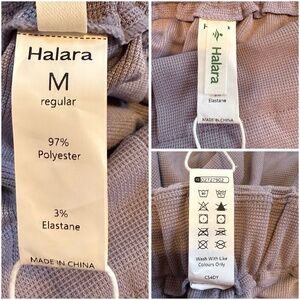 Halara
M
regular
97%
Polyester
3%
Elastane
MADE IN CHINA
Halara
Elastane
MADE IN CHINA
Wash With Like
Colours Only
CS4DY